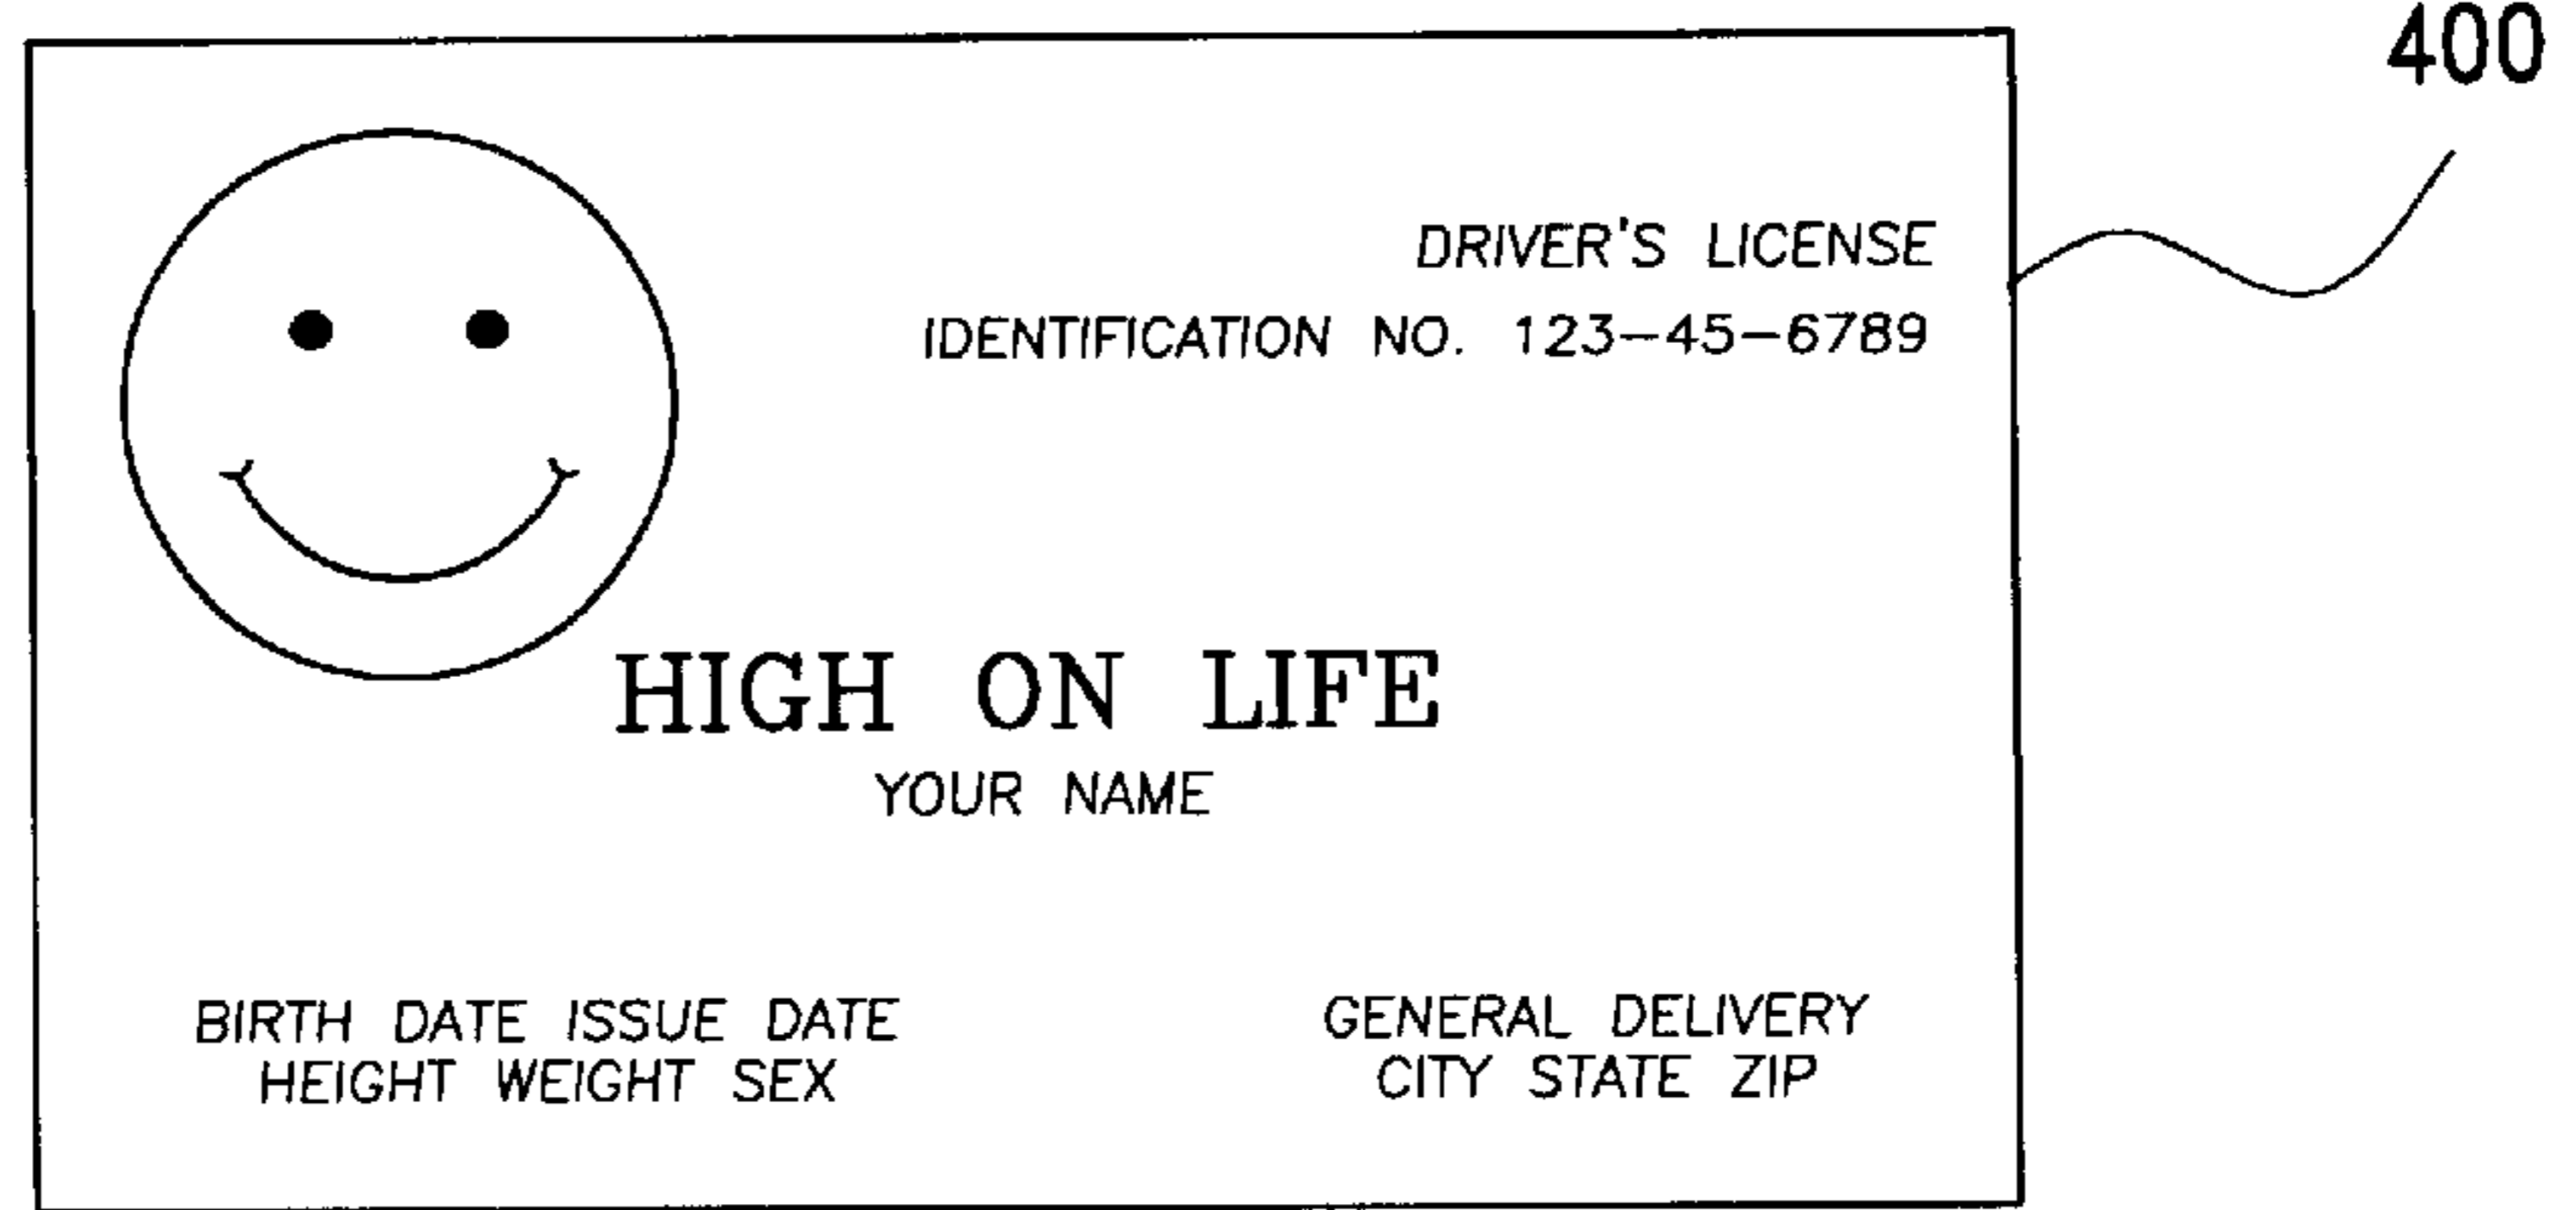 400
DRIVER'S LICENSE
IDENTIFICATION NO. 123-45-6789
HIGH ON LIFE
YOUR NAME
BIRTH DATE ISSUE DATE
HEIGHT WEIGHT SEX
GENERAL DELIVERY
CITY STATE ZIP